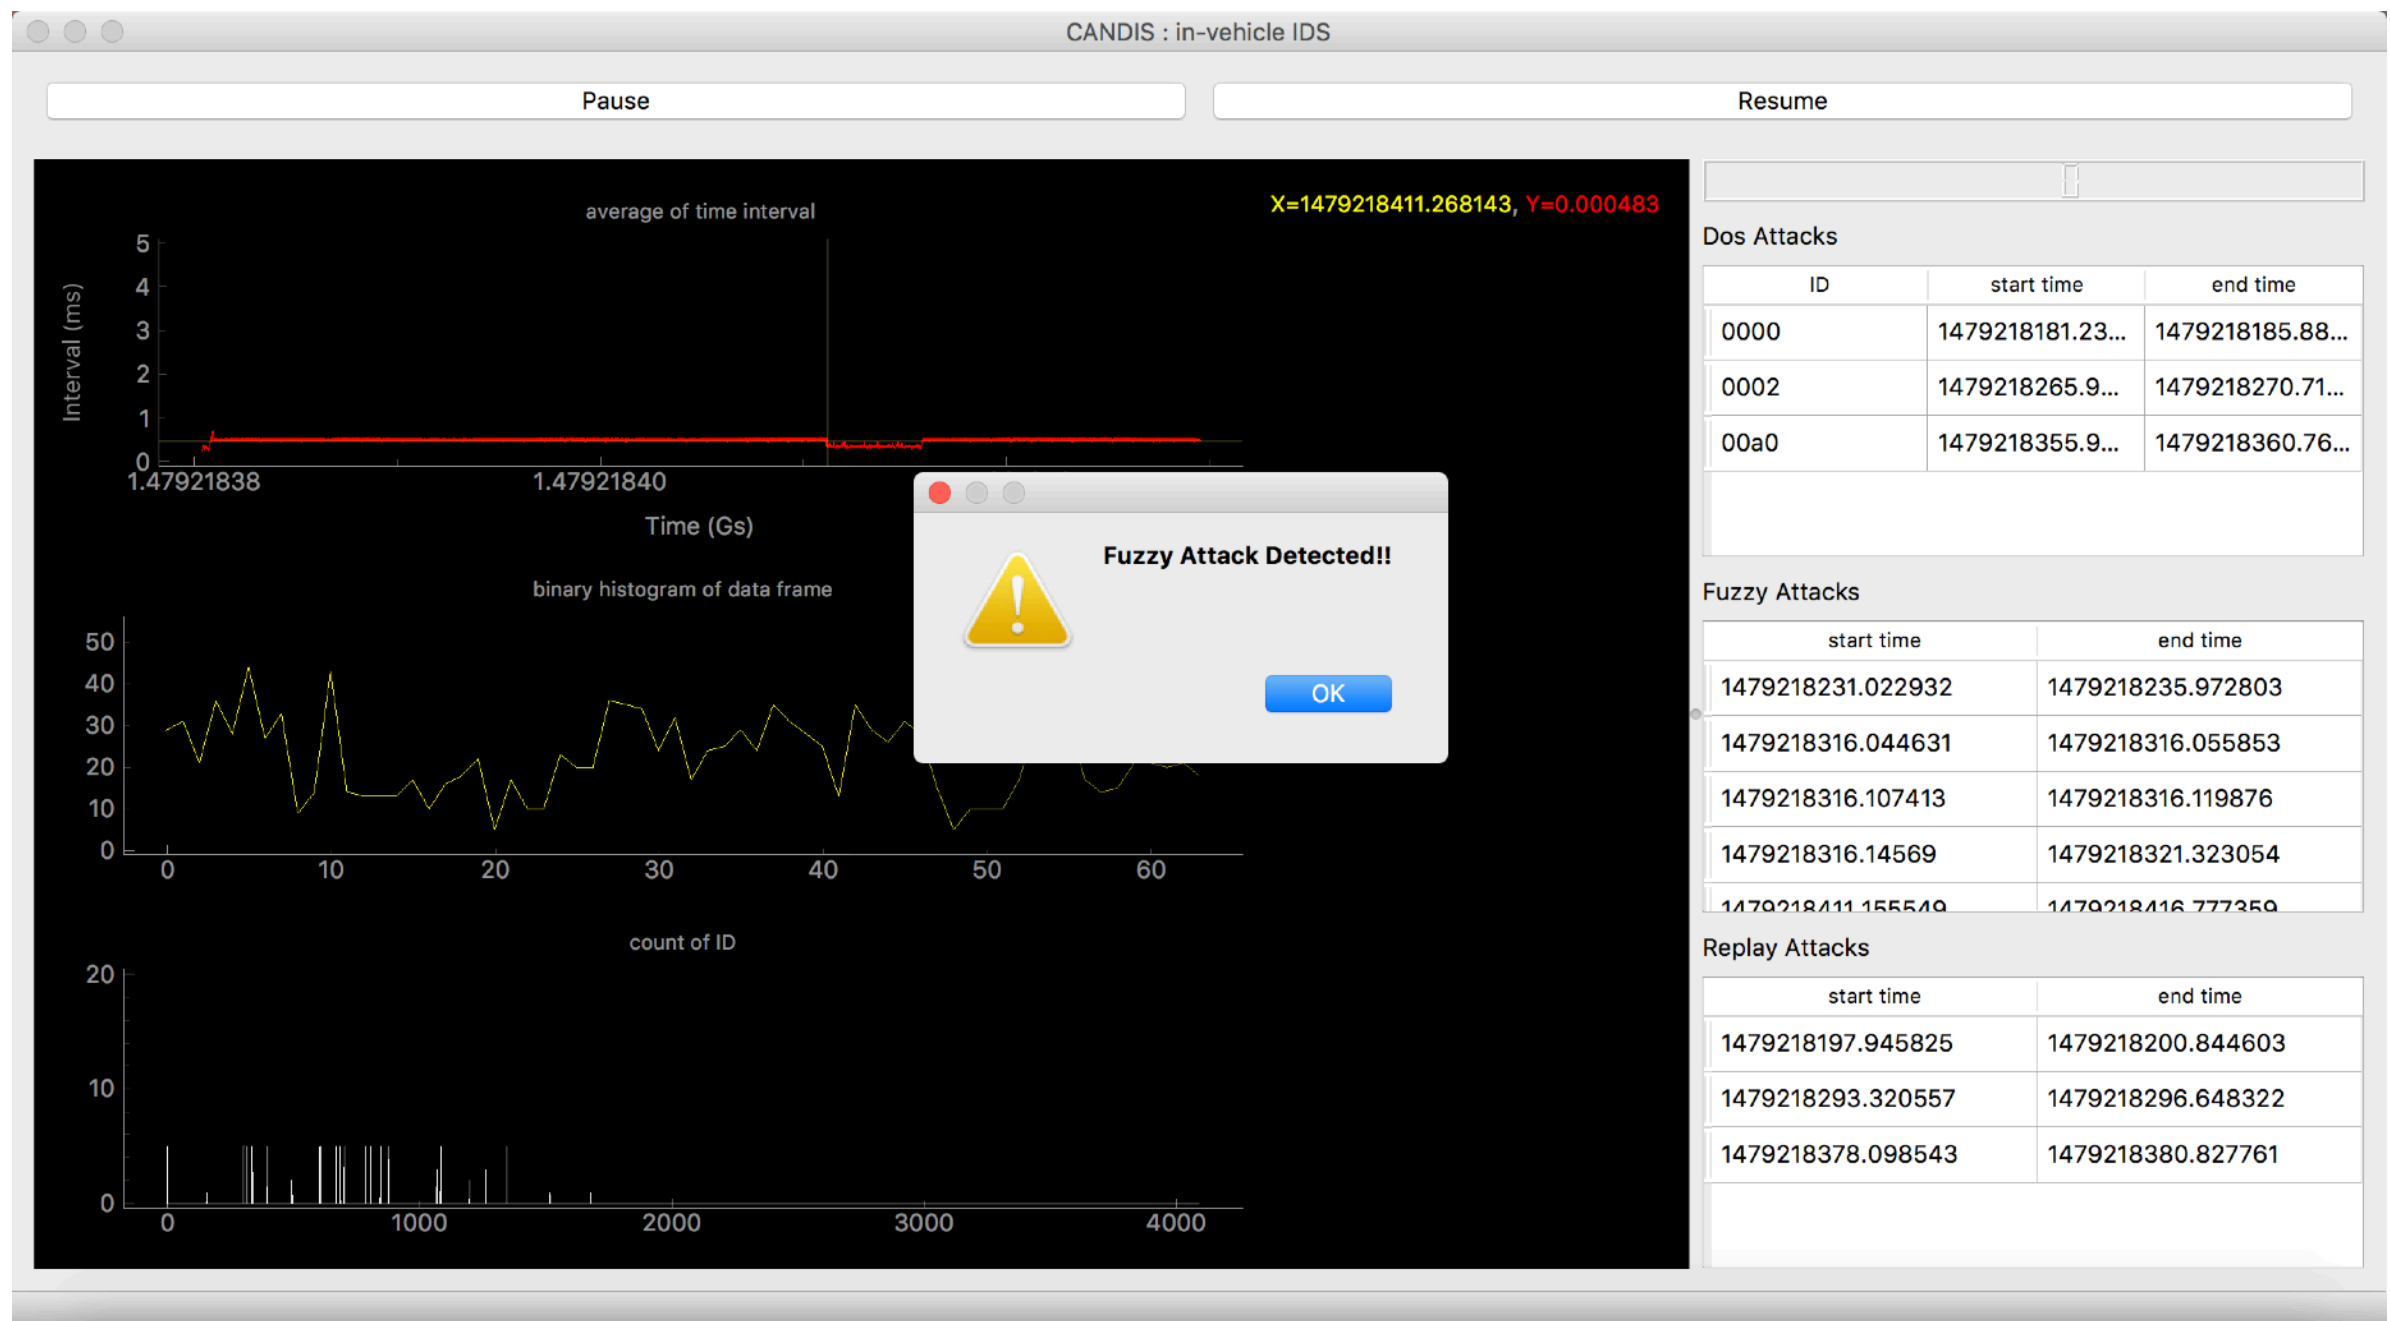 CANDIS : in-vehicle IDS
Pause Resume
average of time interval
X=1479218411.268143, Y=0.000483
5
4
3
2
1
0
Interval (ms)
1.47921838 1.47921840
Time (Gs)
Fuzzy Attack Detected!!
OK
binary histogram of data frame
50
40
30
20
10
0
0 10 20 30 40 50 60
count of ID
20
10
0
0 1000 2000 3000 4000
0
Dos Attacks
ID start time end time
0000 1479218181.23... 1479218185.88...
0002 1479218265.9... 1479218270.71...
00a0 1479218355.9... 1479218360.76...
Fuzzy Attacks
start time end time
1479218231.022932 1479218235.972803
1479218316.044631 1479218316.055853
1479218316.107413 1479218316.119876
1479218316.14569 1479218321.323054
1479218411.155549 1479218416.777359
Replay Attacks
start time end time
1479218197.945825 1479218200.844603
1479218293.320557 1479218296.648322
1479218378.098543 1479218380.827761